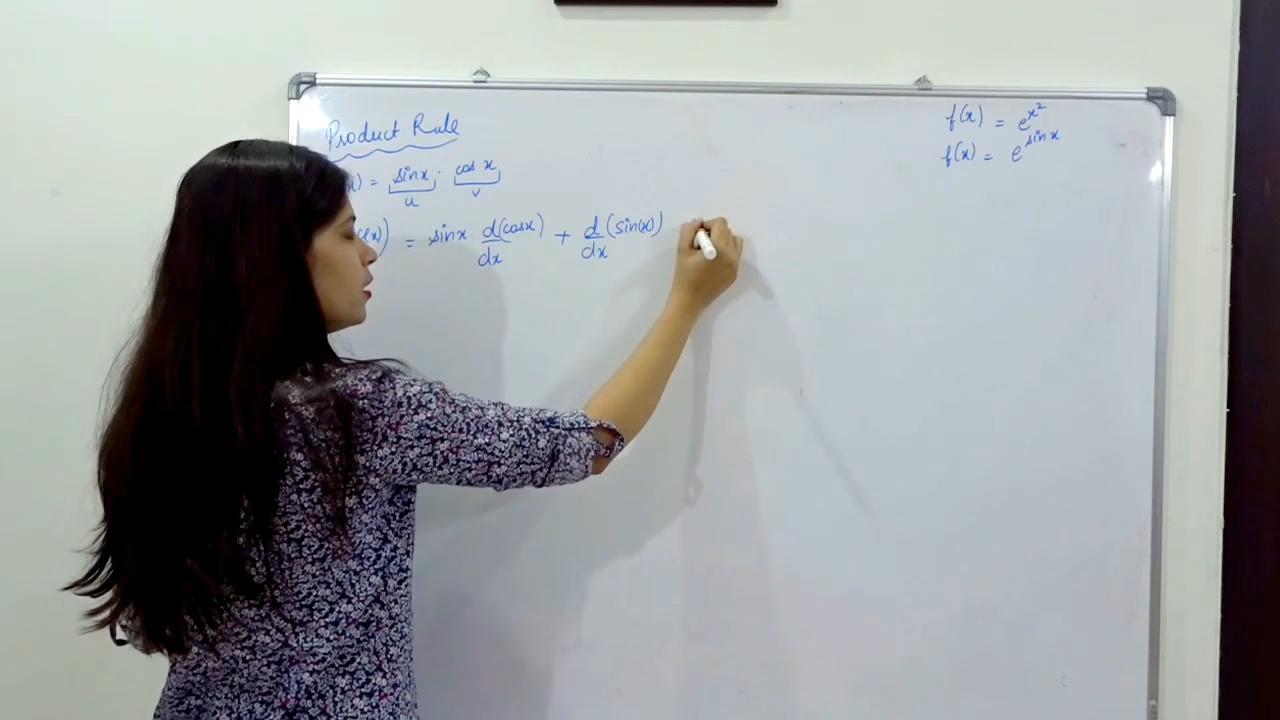 Product Rule
x) = sinx · cos x
u v
(x)) = sinx · d(cosx)/dx + d/dx (sin(x)) ·
f(x) = e^x²
f(x) = e^sin x